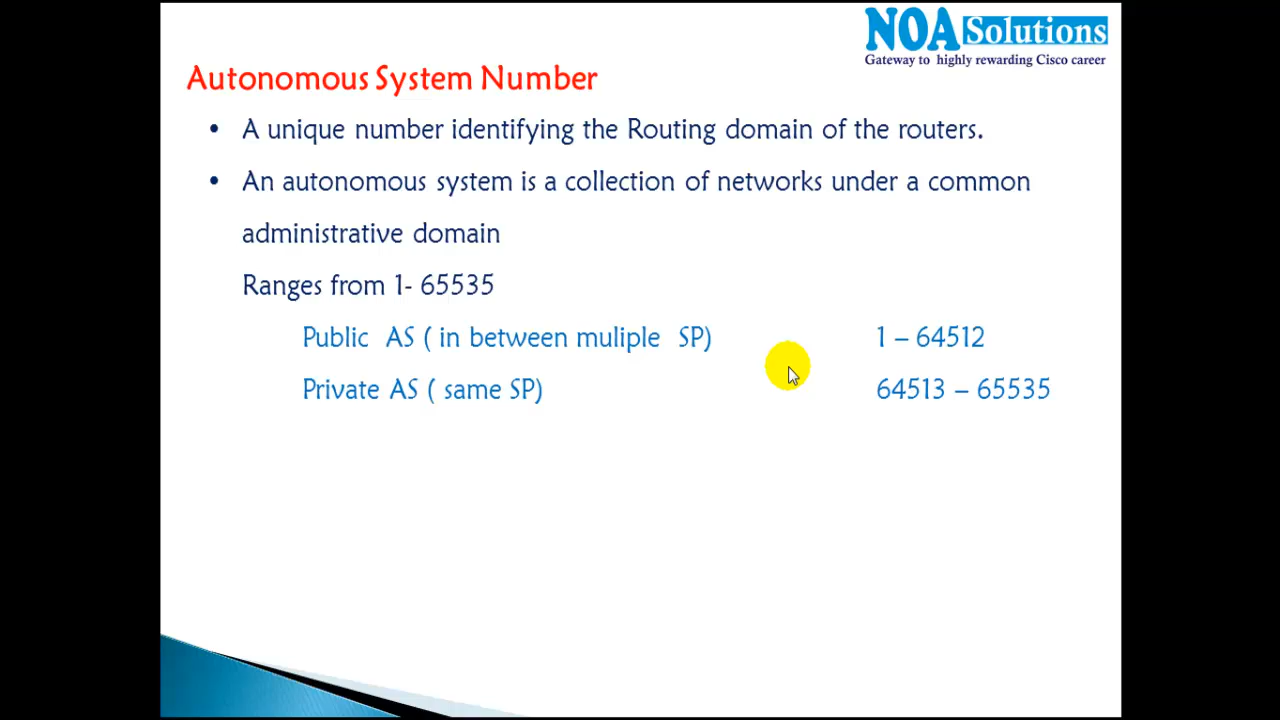 NOA Solutions
Gateway to highly rewarding Cisco career
Autonomous System Number
• A unique number identifying the Routing domain of the routers.
• An autonomous system is a collection of networks under a common
administrative domain
Ranges from 1- 65535
Public AS ( in between muliple SP) 1 – 64512
Private AS ( same SP) 64513 – 65535